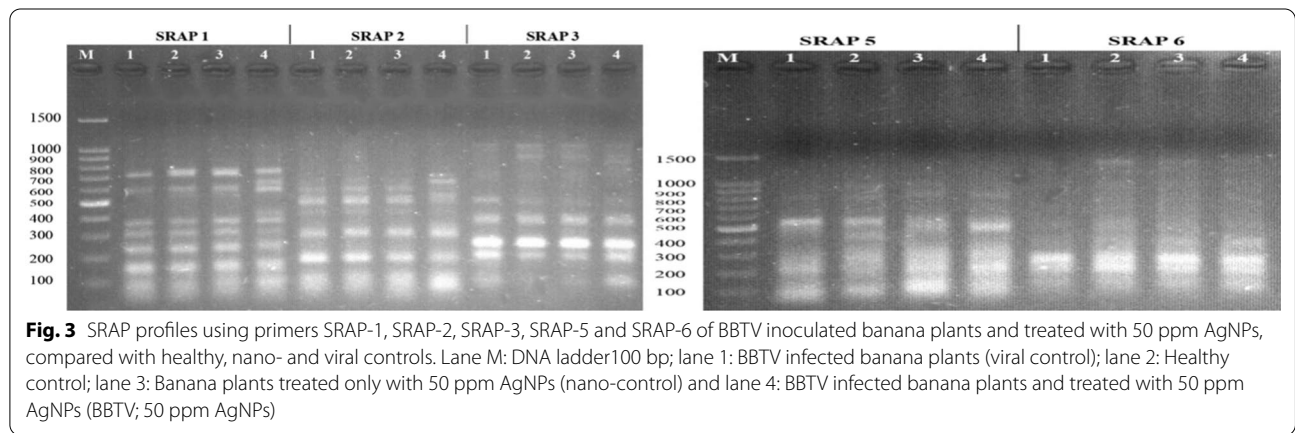 SRAP 1 SRAP 2 SRAP 3
M 1 2 3 4 1 2 3 4 1 2 3 4
1500
1000
900
800
700
600
500
400
300
200
100
SRAP 5 SRAP 6
M 1 2 3 4 1 2 3 4
1500
1000
900
800
700
600
500
400
300
200
100
Fig. 3 SRAP profiles using primers SRAP-1, SRAP-2, SRAP-3, SRAP-5 and SRAP-6 of BBTV inoculated banana plants and treated with 50 ppm AgNPs,
compared with healthy, nano- and viral controls. Lane M: DNA ladder100 bp; lane 1: BBTV infected banana plants (viral control); lane 2: Healthy
control; lane 3: Banana plants treated only with 50 ppm AgNPs (nano-control) and lane 4: BBTV infected banana plants and treated with 50 ppm
AgNPs (BBTV; 50 ppm AgNPs)